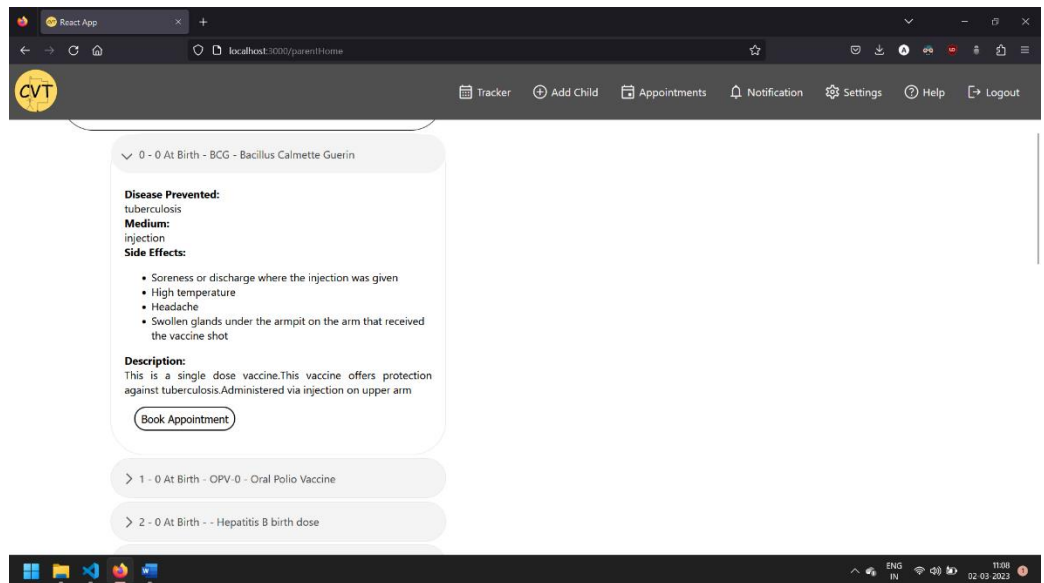 React App
localhost:3000/parentHome
CVT
Tracker
Add Child
Appointments
Notification
Settings
Help
Logout
0 - 0 At Birth - BCG - Bacillus Calmette Guerin
Disease Prevented:
tuberculosis
Medium:
injection
Side Effects:
• Soreness or discharge where the injection was given
• High temperature
• Headache
• Swollen glands under the armpit on the arm that received
the vaccine shot
Description:
This is a single dose vaccine.This vaccine offers protection
against tuberculosis.Administered via injection on upper arm
Book Appointment
1 - 0 At Birth - OPV-0 - Oral Polio Vaccine
2 - 0 At Birth - - Hepatitis B birth dose
ENG
IN
11:08
02-03-2023